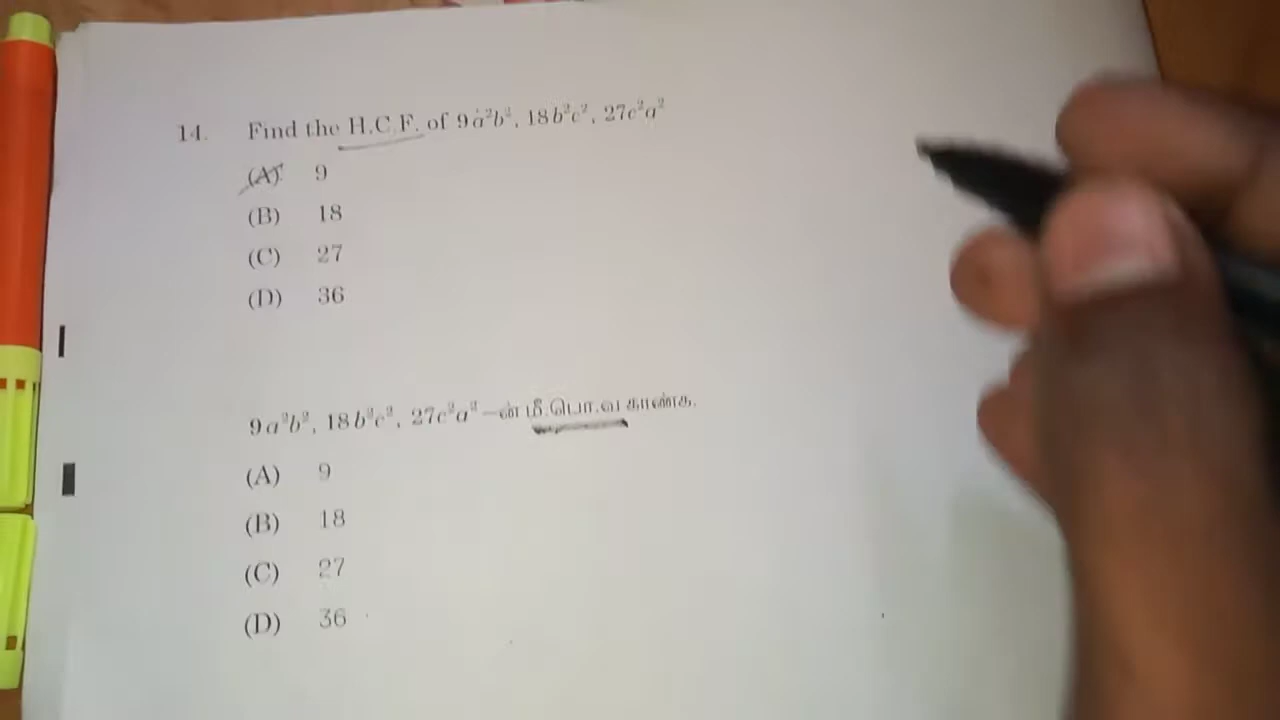 14. Find the H.C.F. of 9a²b², 18b²c², 27c²a²
(A) 9
(B) 18
(C) 27
(D) 36
9a²b², 18b²c², 27c²a² –ன் மீ.பொ.வ காண்க.
(A) 9
(B) 18
(C) 27
(D) 36